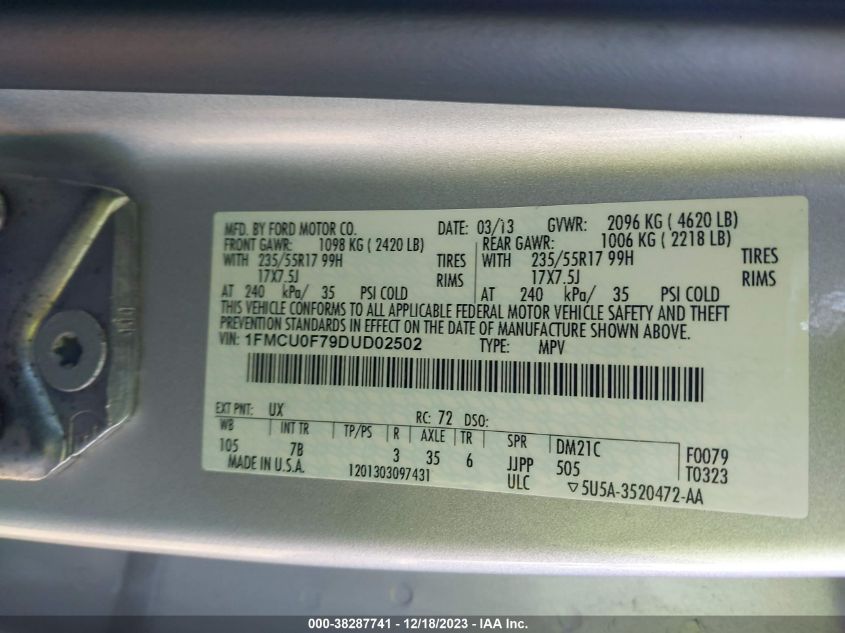 MFD. BY FORD MOTOR CO. DATE: 03/13 GVWR: 2096 KG ( 4620 LB)
FRONT GAWR: 1098 KG ( 2420 LB) REAR GAWR: 1006 KG ( 2218 LB)
WITH 235/55R17 99H TIRES WITH 235/55R17 99H TIRES
17X7.5J RIMS 17X7.5J RIMS
AT 240 kPa/ 35 PSI COLD AT 240 kPa/ 35 PSI COLD
THIS VEHICLE CONFORMS TO ALL APPLICABLE FEDERAL MOTOR VEHICLE SAFETY AND THEFT
PREVENTION STANDARDS IN EFFECT ON THE DATE OF MANUFACTURE SHOWN ABOVE.
VIN: 1FMCU0F79DUD02502 TYPE: MPV
EXT PNT: UX RC: 72 DSO:
WB INT TR TP/PS R AXLE TR SPR DM21C F0079
105 7B 3 35 6 JJPP 505 T0323
MADE IN U.S.A. 1201303097431 ULC ▽5U5A-3520472-AA
000-38287741 - 12/18/2023 - IAA Inc.